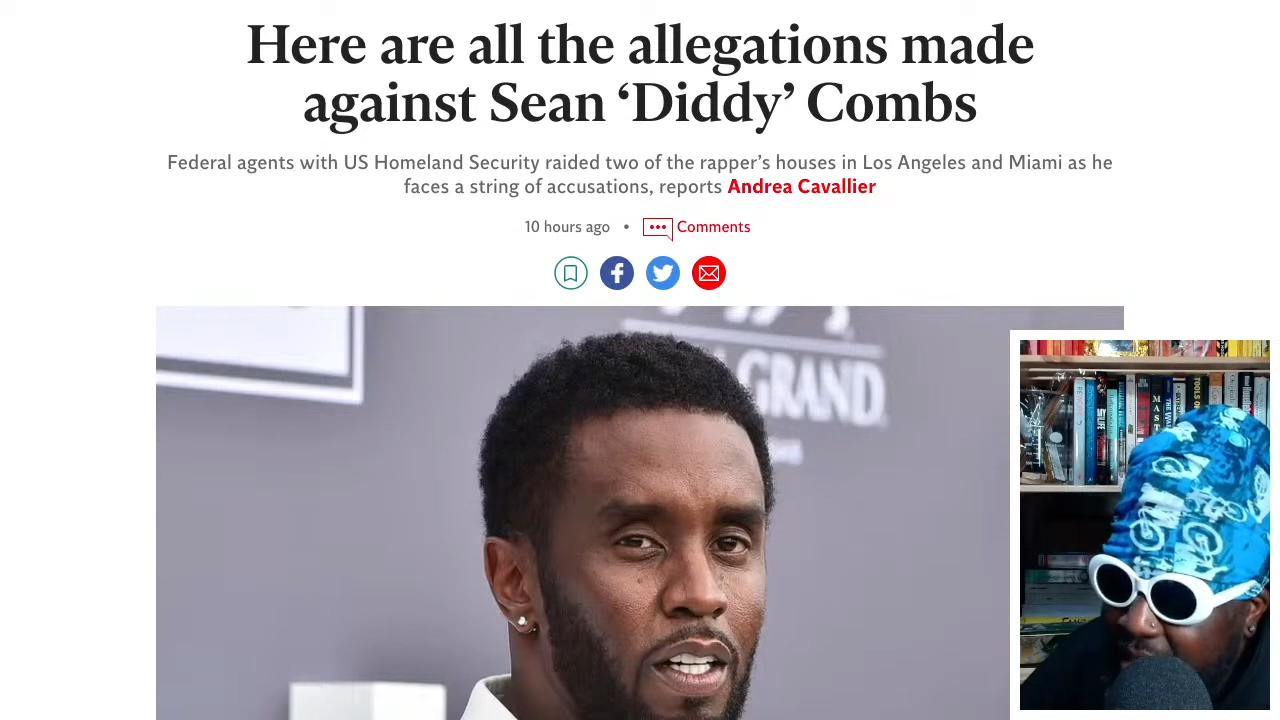 Here are all the allegations made
against Sean ‘Diddy’ Combs
Federal agents with US Homeland Security raided two of the rapper’s houses in Los Angeles and Miami as he
faces a string of accusations, reports Andrea Cavallier
10 hours ago • Comments
GRAND